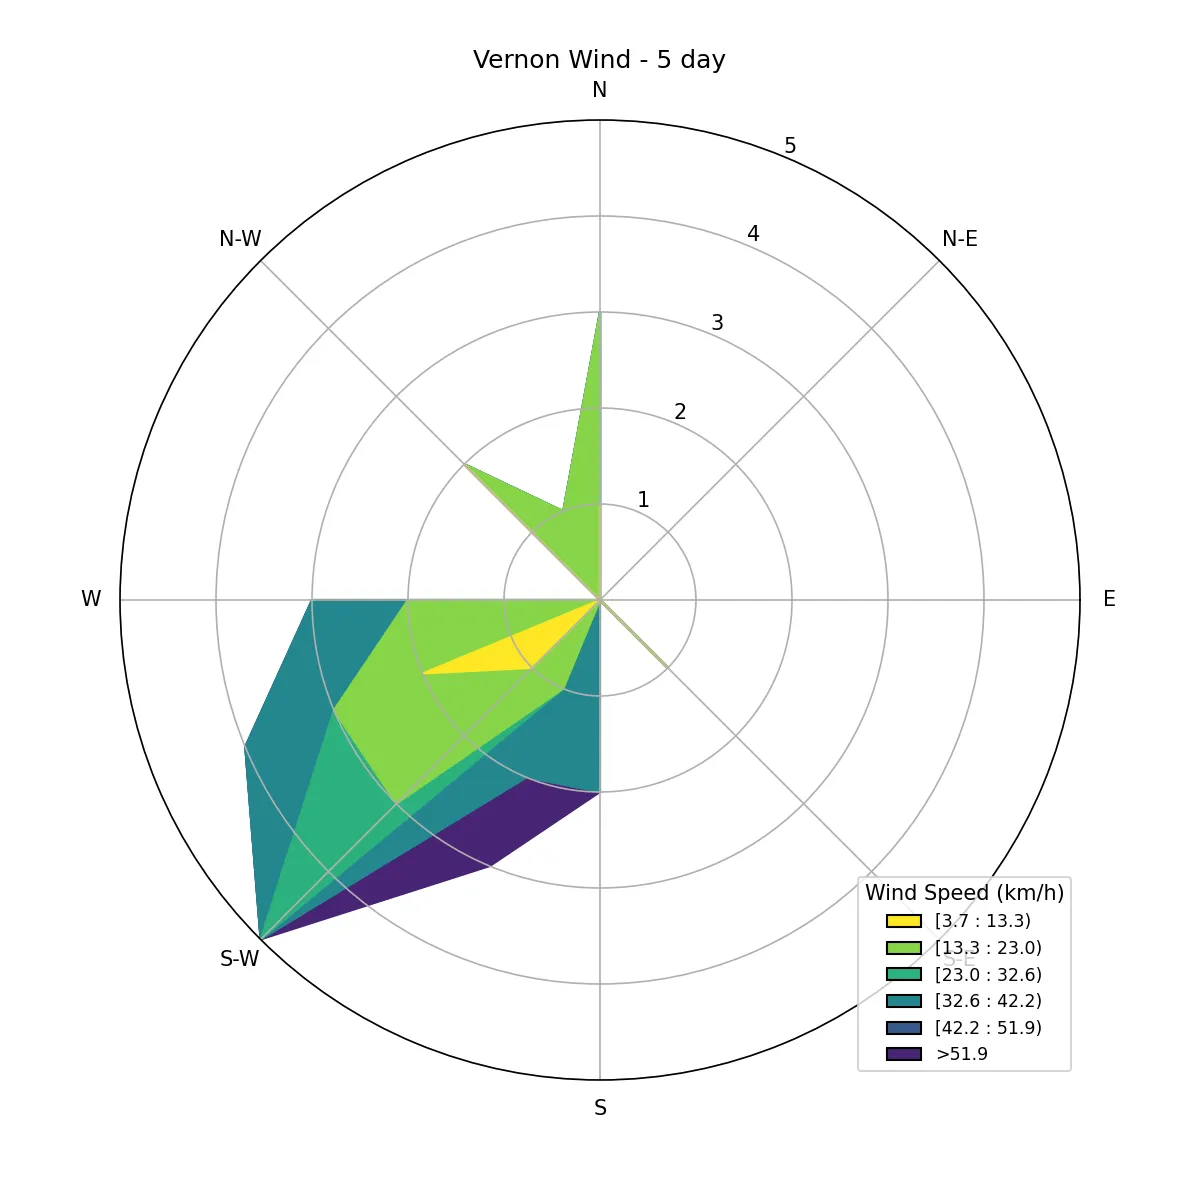 Vernon Wind - 5 day
N
5
N-W
4
N-E
3
2
1
W
E
S-W
S-E
S
Wind Speed (km/h)
[3.7 : 13.3)
[13.3 : 23.0)
[23.0 : 32.6)
[32.6 : 42.2)
[42.2 : 51.9)
>51.9